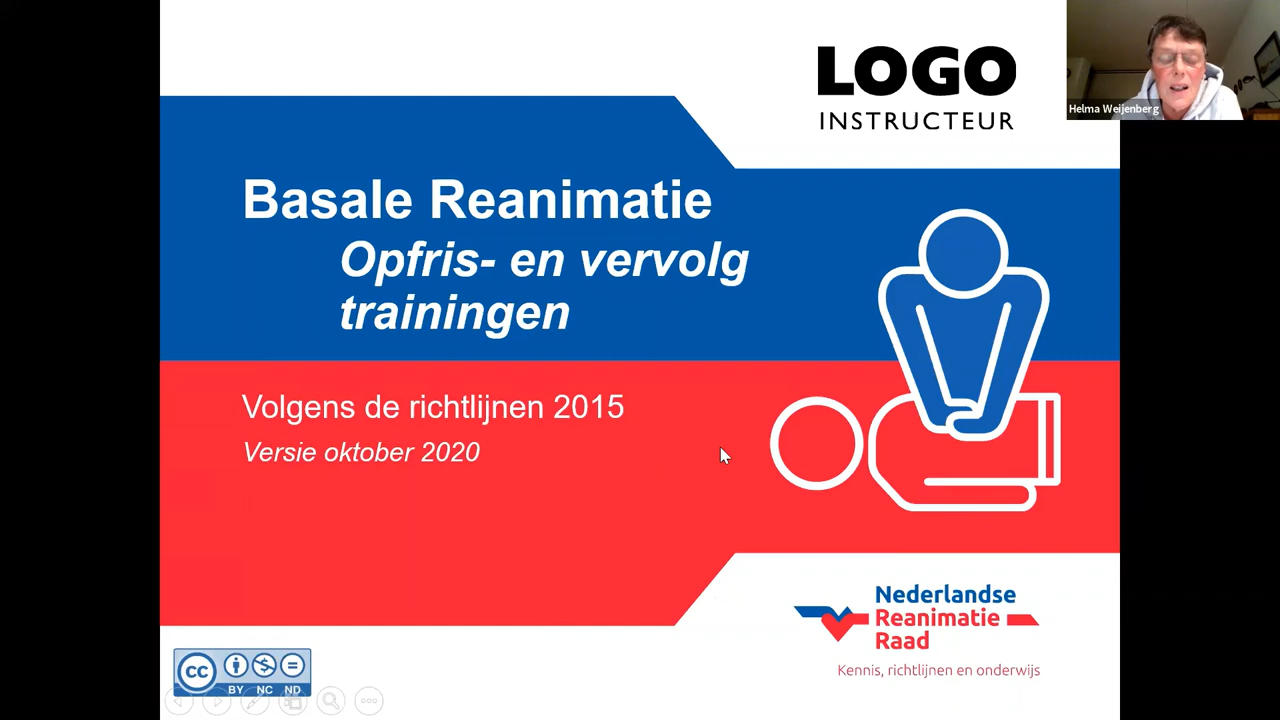 LOGO
INSTRUCTEUR
Helma Weijenberg
Basale Reanimatie
Opfris- en vervolg
trainingen
Volgens de richtlijnen 2015
Versie oktober 2020
Nederlandse
Reanimatie
Raad
Kennis, richtlijnen en onderwijs
CC
BY NC ND